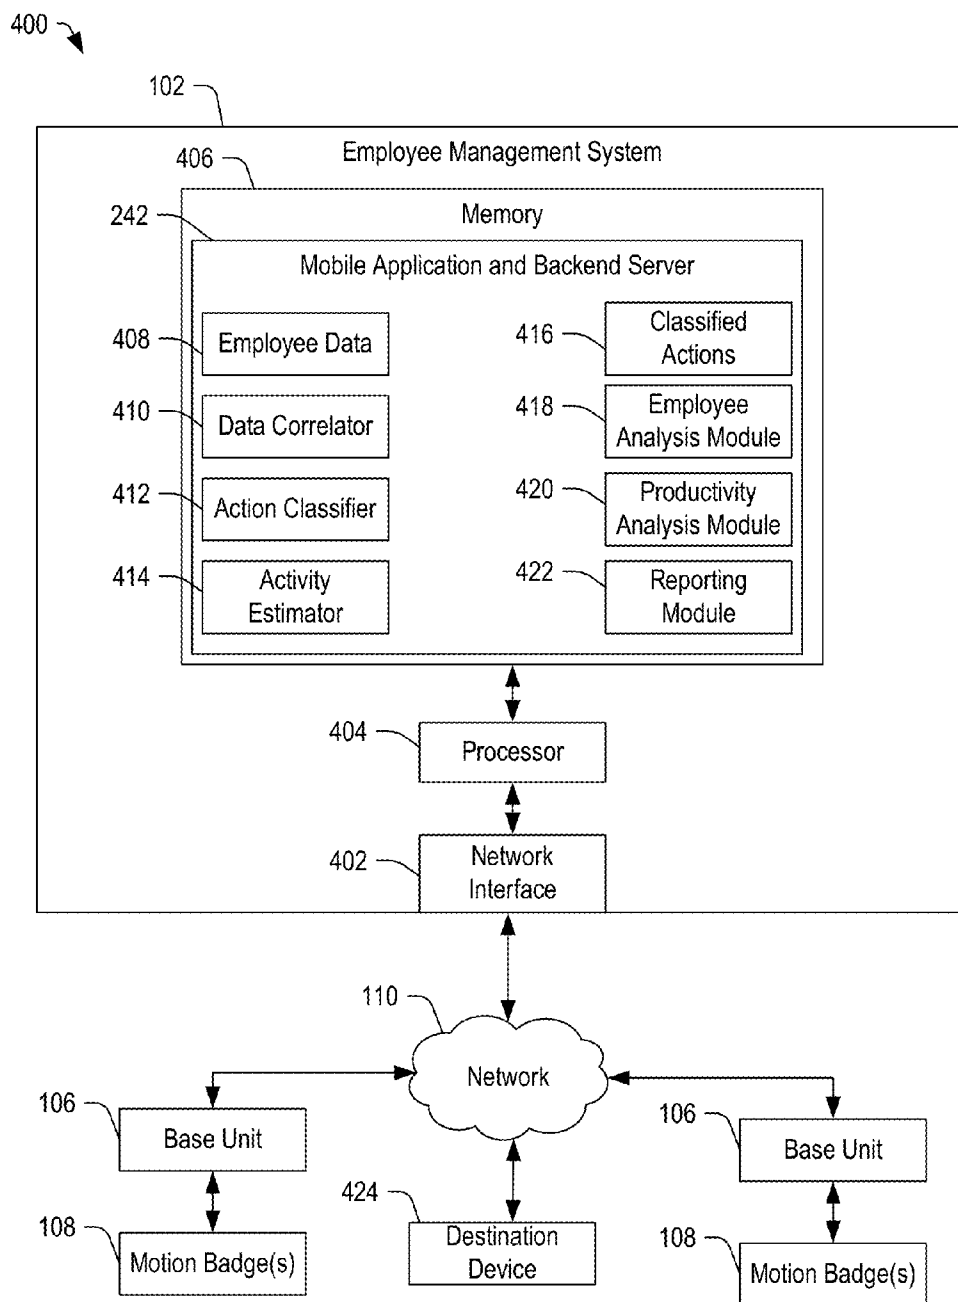 400
102
Employee Management System
406
Memory
242
Mobile Application and Backend Server
408
Employee Data
416
Classified
Actions
410
Data Correlator
418
Employee
Analysis Module
412
Action Classifier
420
Productivity
Analysis Module
414
Activity
Estimator
422
Reporting
Module
404
Processor
402
Network
Interface
110
Network
106
Base Unit
106
Base Unit
424
Destination
Device
108
Motion Badge(s)
108
Motion Badge(s)